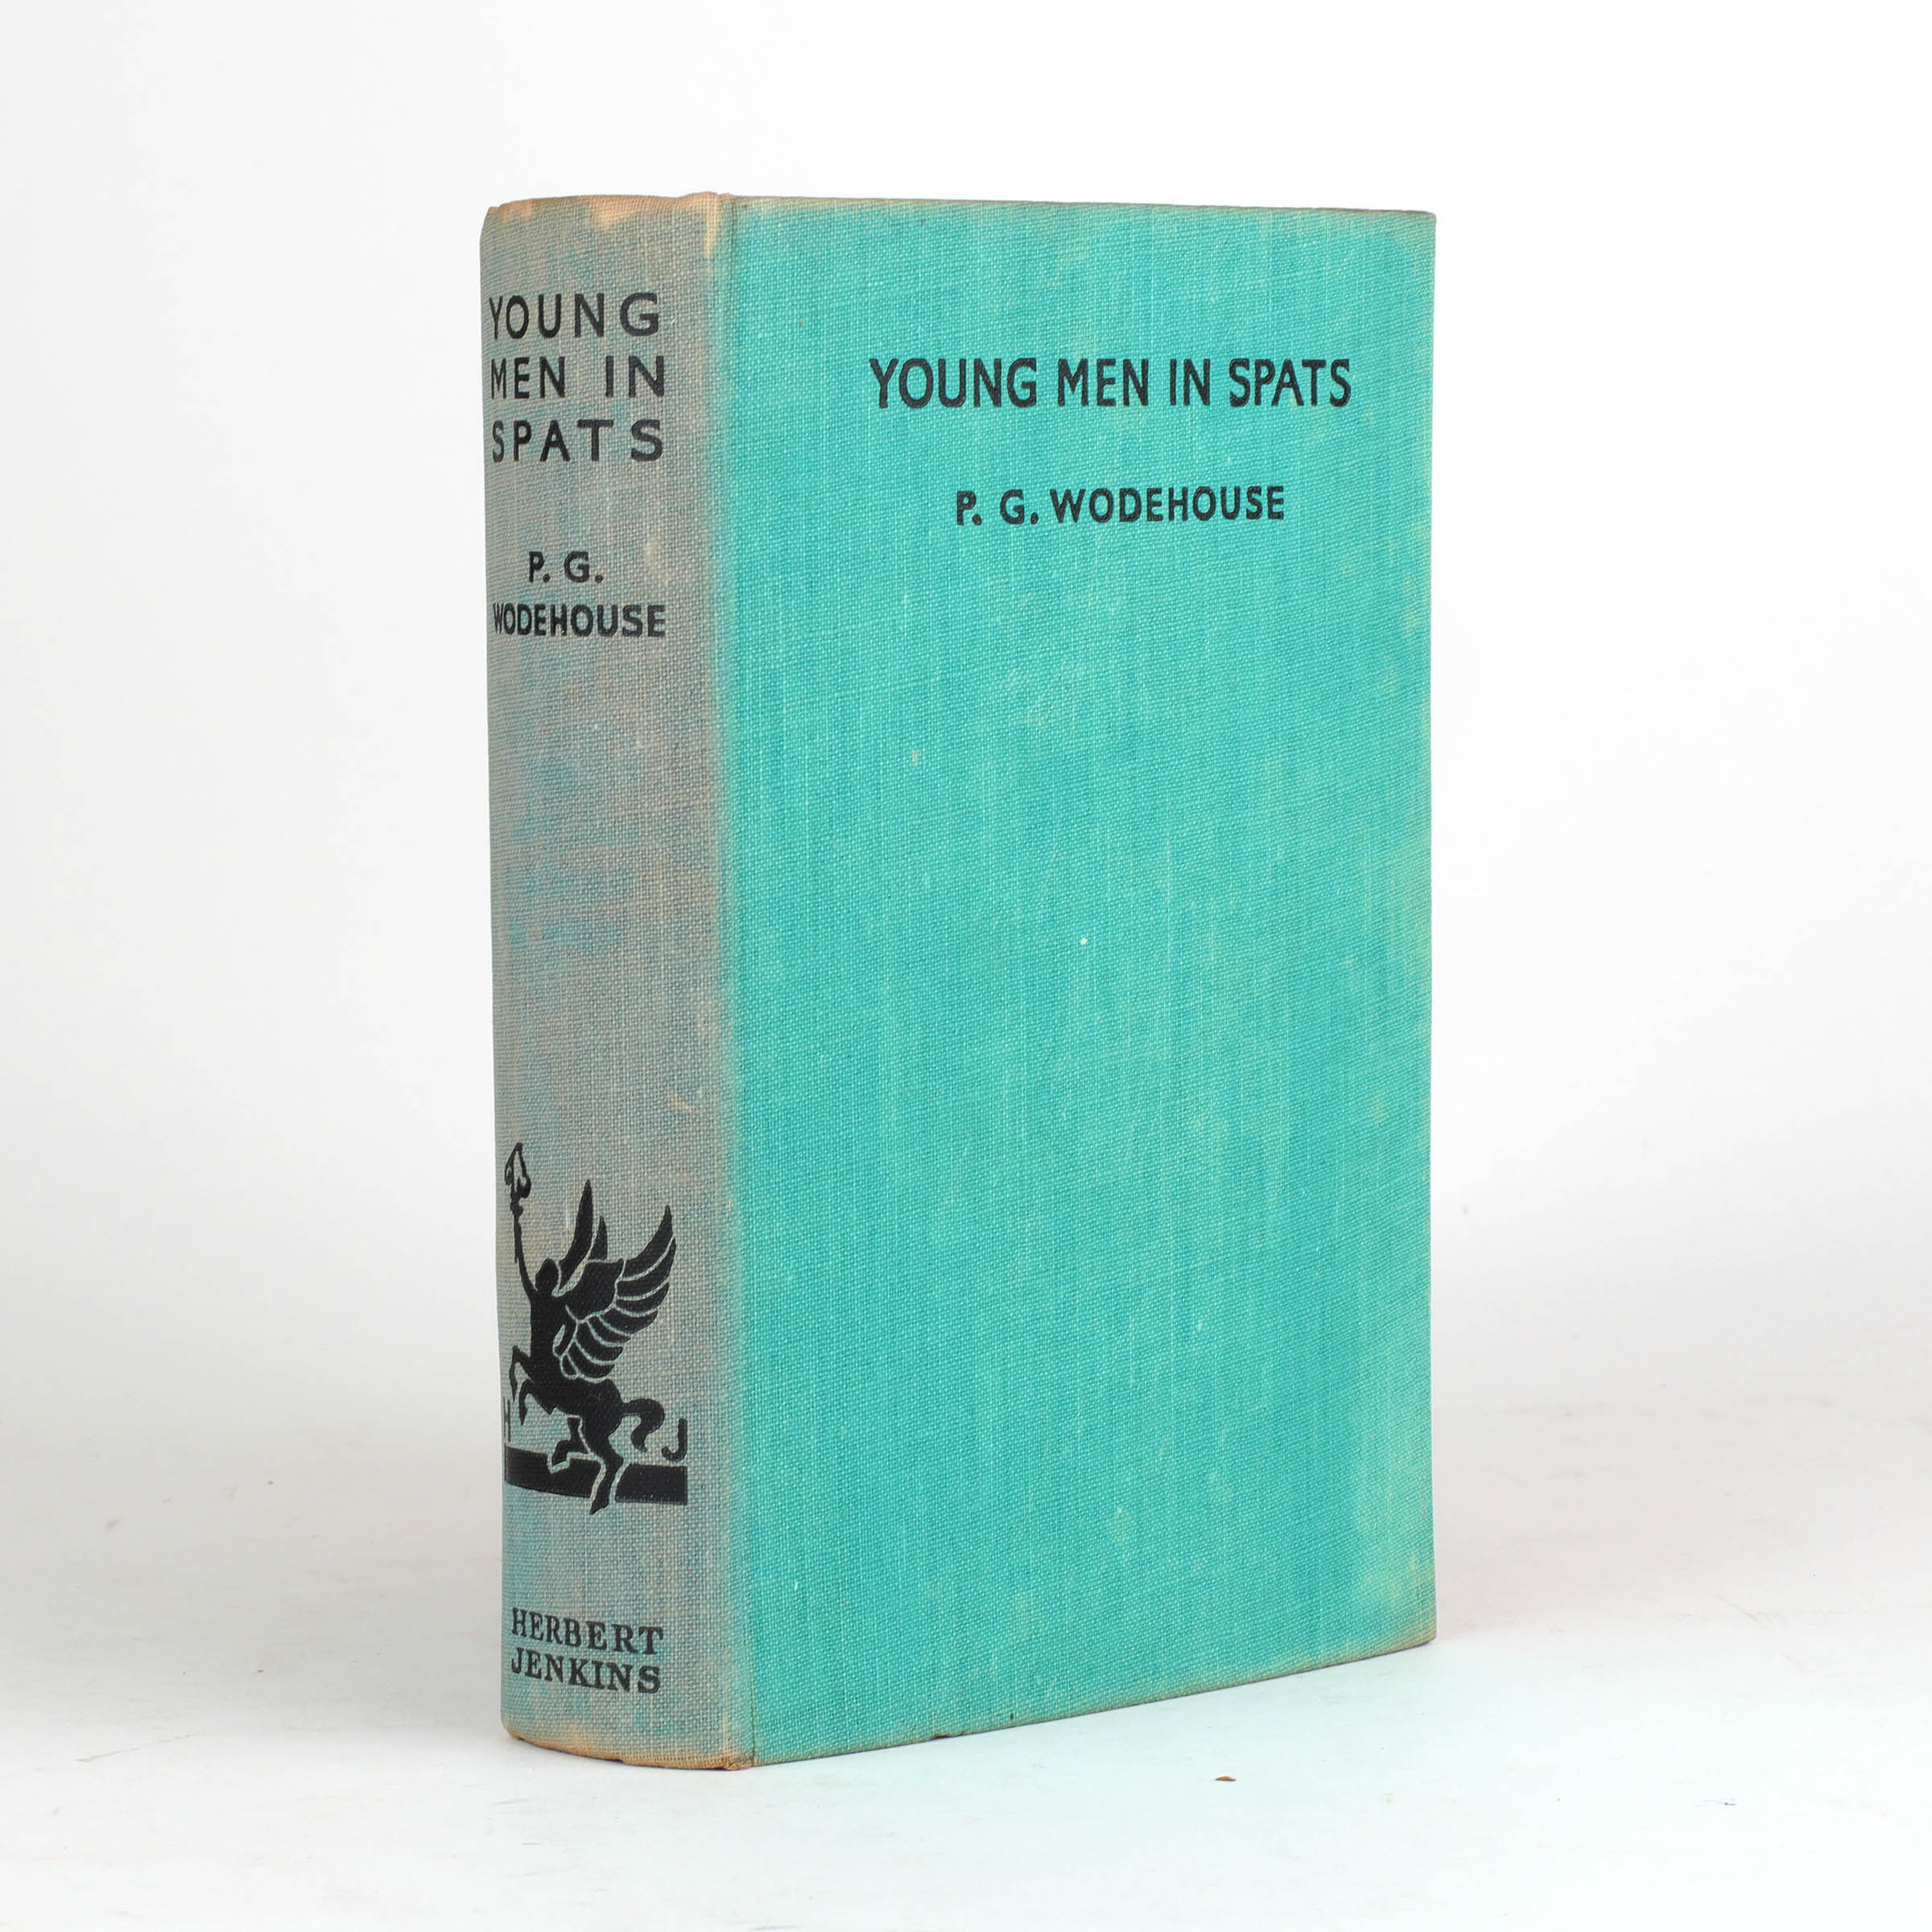 YOUNG
MEN IN
SPATS
P. G.
WODEHOUSE
H J
HERBERT
JENKINS
YOUNG MEN IN SPATS
P. G. WODEHOUSE